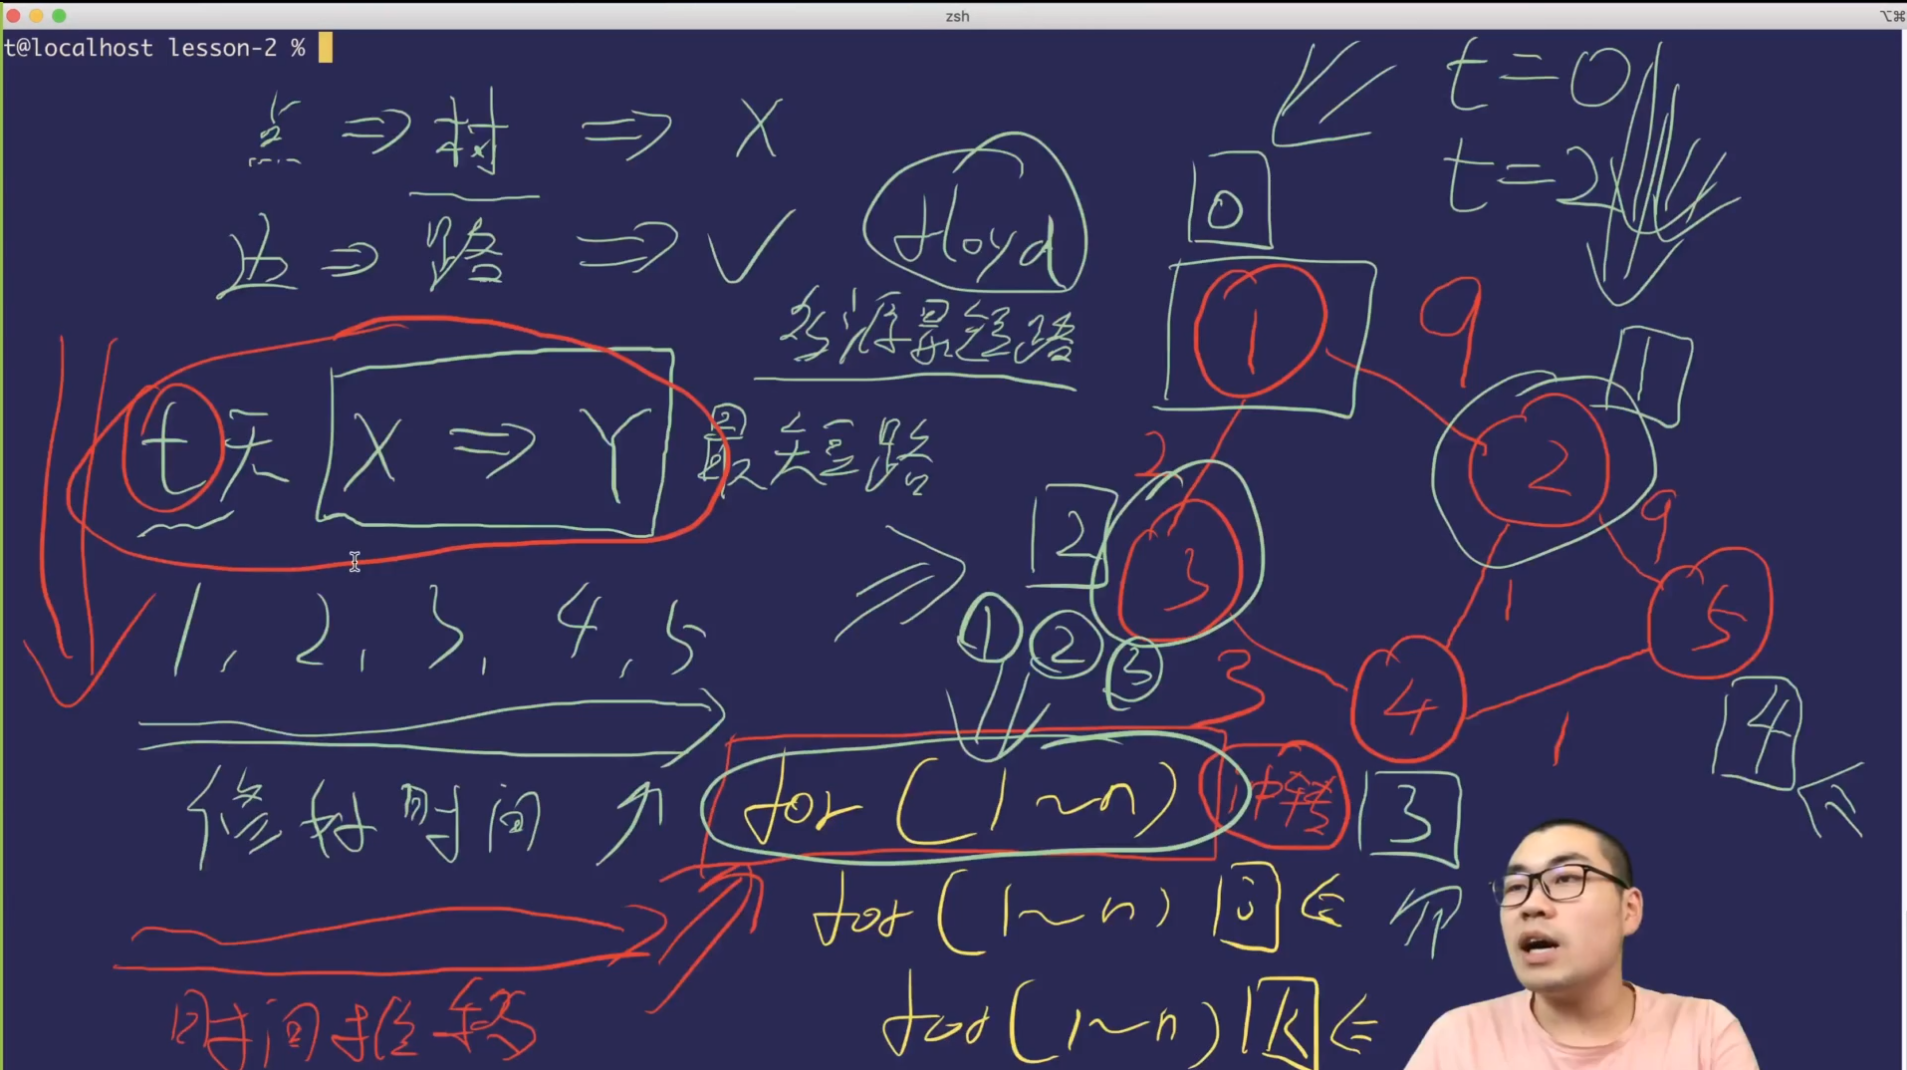 zsh
⌥⌘
t@localhost lesson-2 %
点 ⇒ 村 ⇒ X
边 ⇒ 路 ⇒ ✓
floyd
多源最短路
t天 X ⇒ Y 最短路
1, 2, 3, 4, 5
修村时间
时间推移
① ② ③
for (1~n) 中转
for (1~n) i
for (1~n) k
t=0
t=2
0
1
9
1
2
2
2
3
9
1
5
3
4
1
4
3